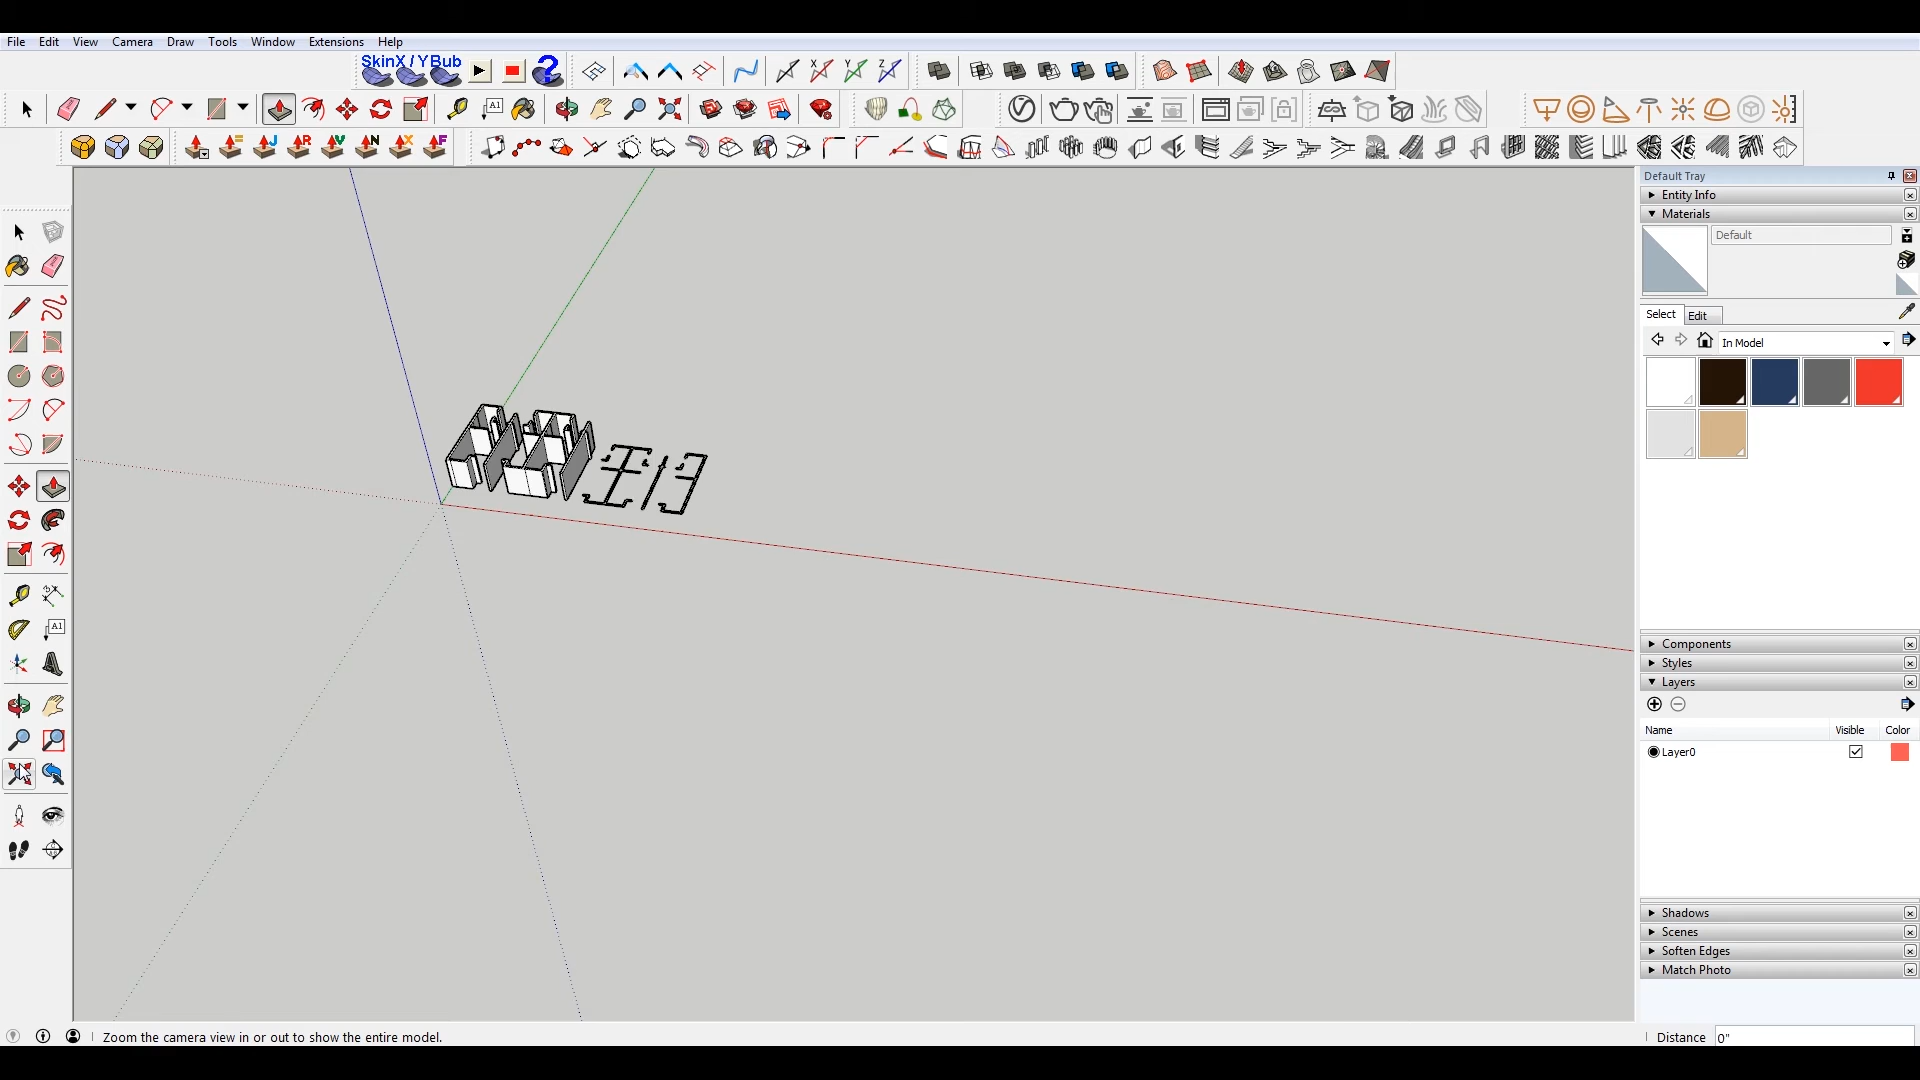 File Edit View Camera Draw Tools Window Extensions Help
SkinX / YBub
?
X Y Z
A1
J R V N X F
Default Tray
Entity Info
Materials
Default
Select Edit
In Model
A1
Components
Styles
Layers
Name Visible Color
Layer0
Shadows
Scenes
Soften Edges
Match Photo
Zoom the camera view in or out to show the entire model.
Distance 0"